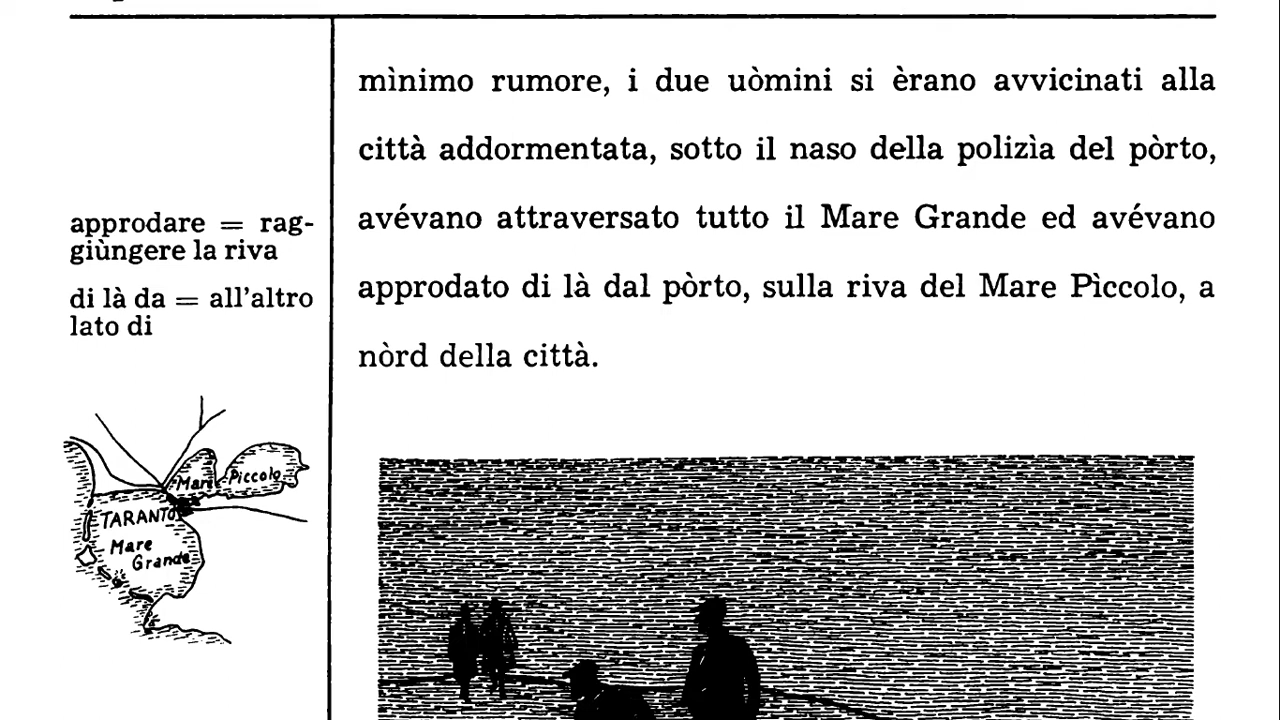 mìnimo rumore, i due uòmini si èrano avvicinati alla
città addormentata, sotto il naso della polizìa del pòrto,
avévano attraversato tutto il Mare Grande ed avévano
approdato di là dal pòrto, sulla riva del Mare Pìccolo, a
nòrd della città.
approdare = rag-
giùngere la riva
di là da = all'altro
lato di
Mare Piccolo
TARANTO
Mare
Grande